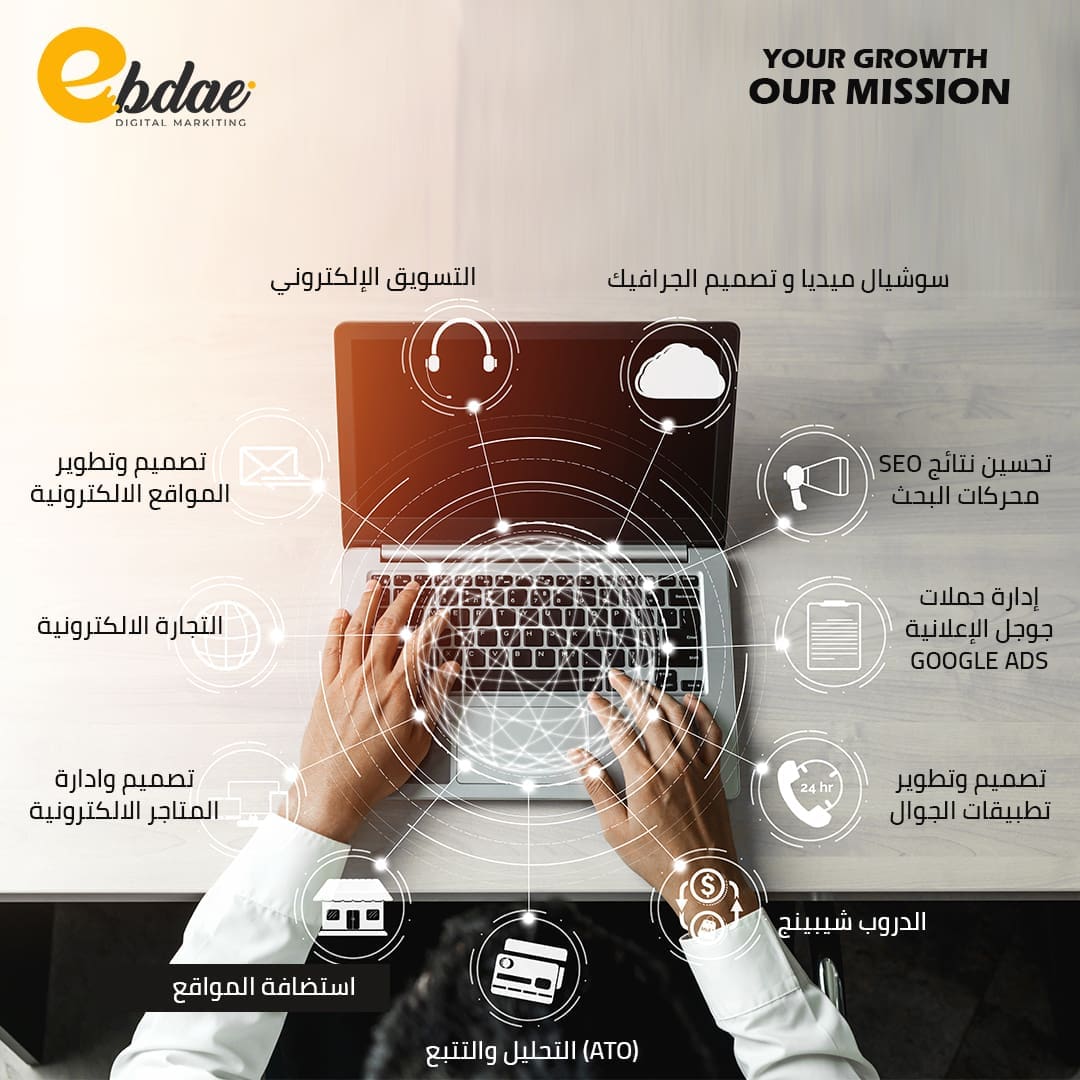 ebdae
DIGITAL MARKITING
YOUR GROWTH
OUR MISSION
سوشيال ميديا و تصميم الجرافيك
التسويق الإلكتروني
تحسين نتائج SEO
محركات البحث
تصميم وتطوير
المواقع الالكترونية
إدارة حملات
جوجل الإعلانية
GOOGLE ADS
التجارة الالكترونية
تصميم وتطوير
تطبيقات الجوال
24 hr
تصميم وادارة
المتاجر الالكترونية
الدروب شيبينج
استضافة المواقع
(ATO) التحليل والتتبع